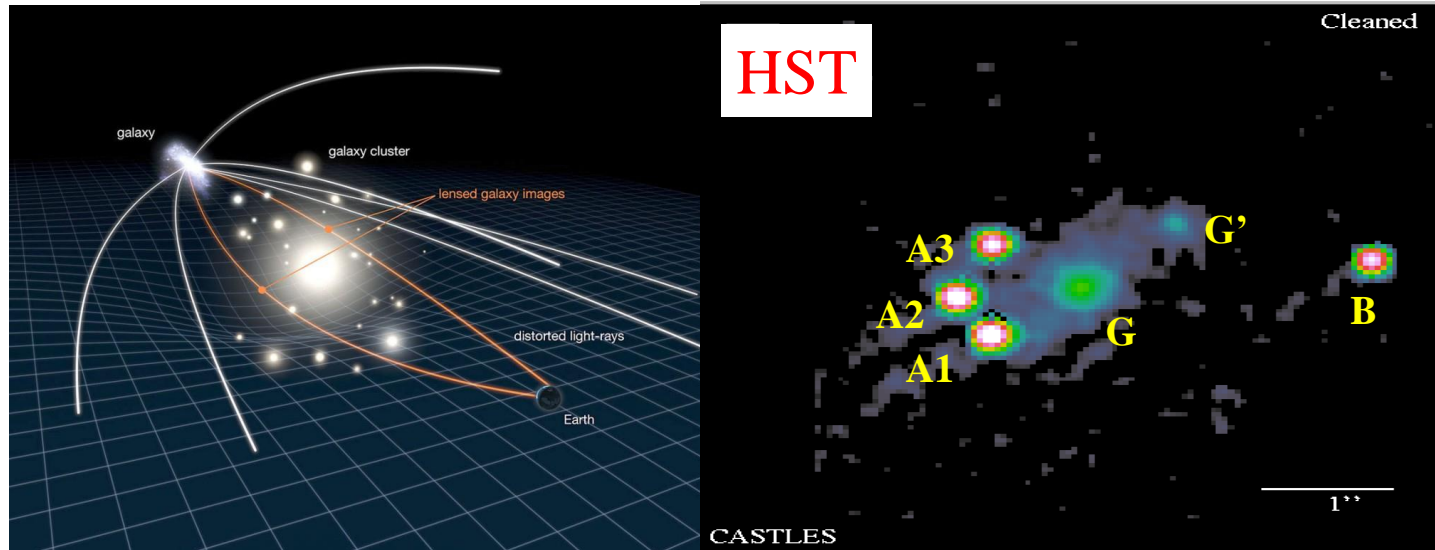 galaxy
galaxy cluster
lensed galaxy images
distorted light-rays
Earth
Cleaned
HST
G’
A3
B
A2
G
A1
1’’
CASTLES